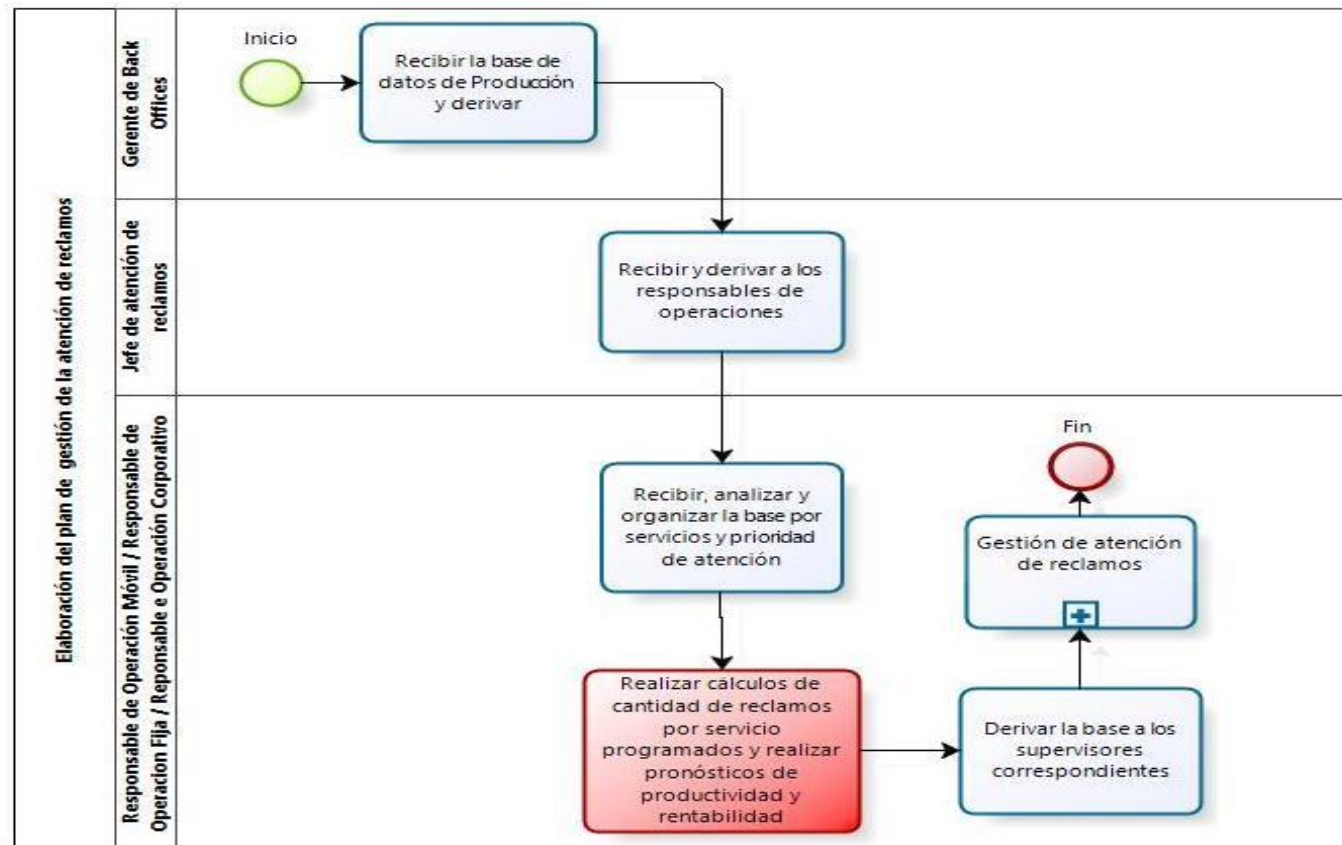 Elaboración del plan de gestión de la atención de reclamos
Gerente de Back
Offices
Inicio
Recibir la base de
datos de Producción
y derivar
Jefe de atención de
reclamos
Recibir y derivar a los
responsables de
operaciones
Responsable de Operación Móvil / Responsable de
Operacion Fija / Reponsable e Operación Corporativo
Recibir, analizar y
organizar la base por
servicios y prioridad
de atención
Realizar cálculos de
cantidad de reclamos
por servicio
programados y realizar
pronósticos de
productividad y
rentabilidad
Derivar la base a los
supervisores
correspondientes
Gestión de atención
de reclamos
Fin